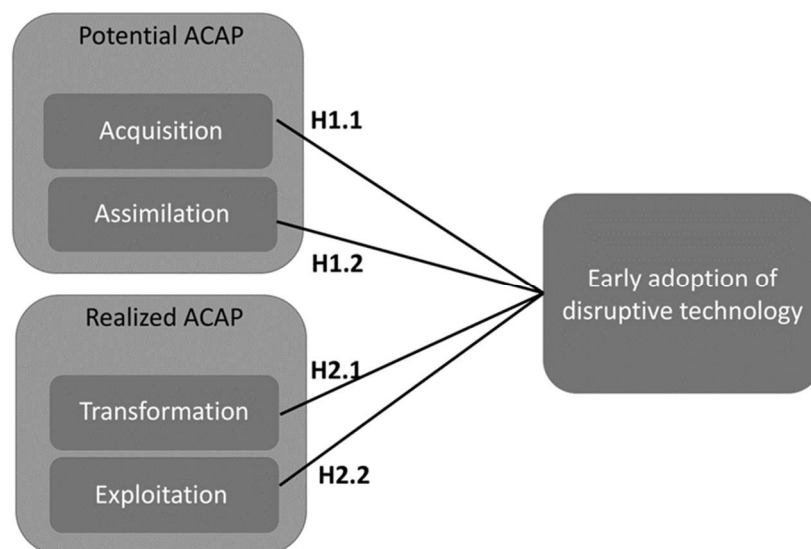 Potential ACAP
Acquisition
Assimilation
H1.1
H1.2
Realized ACAP
Transformation
Exploitation
H2.1
H2.2
Early adoption of
disruptive technology